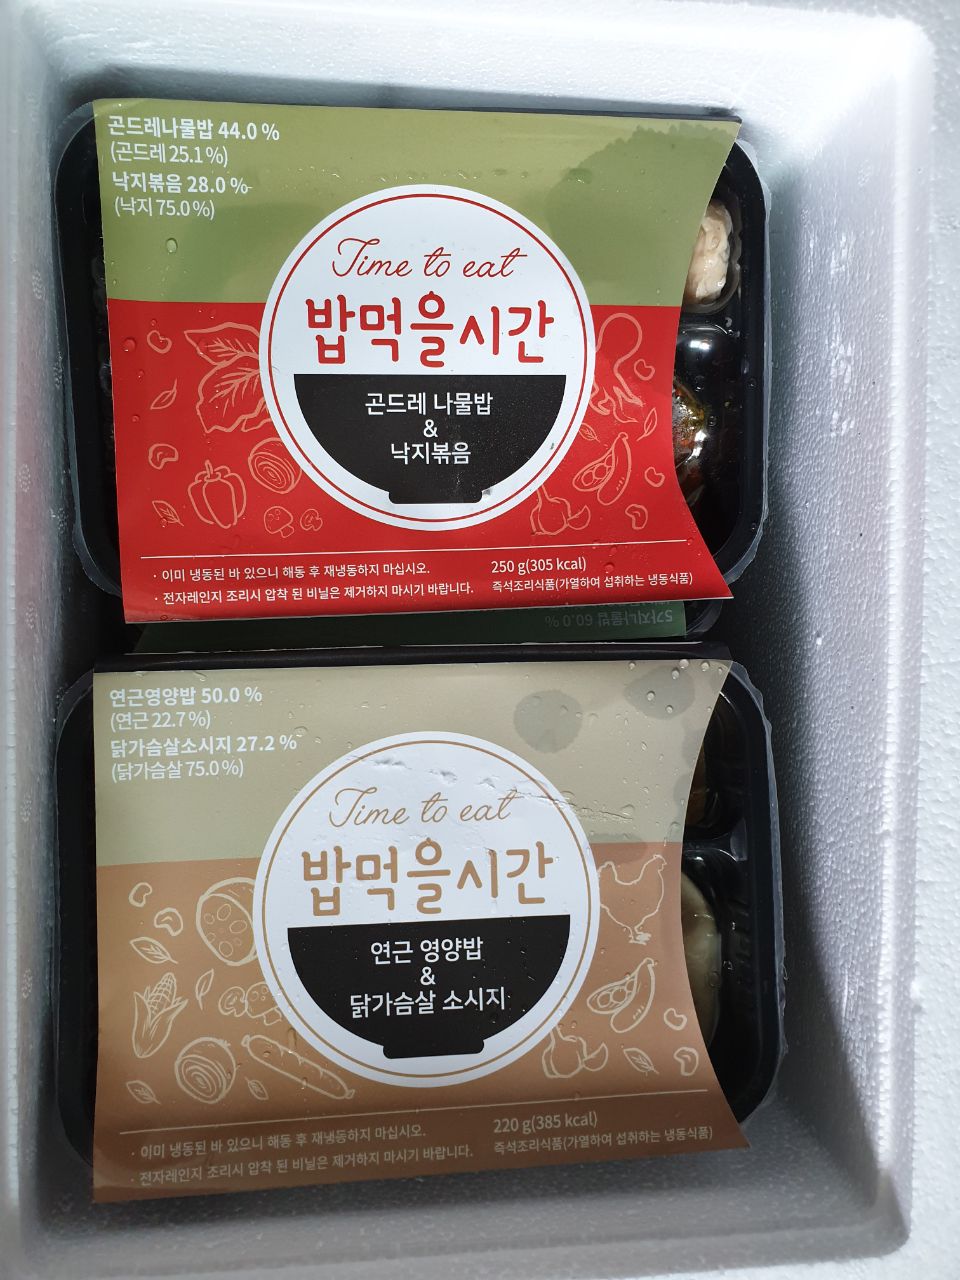 곤드레나물밥 44.0 %
(곤드레 25.1 %)
낙지볶음 28.0 %
(낙지 75.0 %)
Time to eat
밥먹을시간
곤드레 나물밥
&
낙지볶음
· 이미 냉동된 바 있으니 해동 후 재냉동하지 마십시오.
· 전자레인지 조리시 압착 된 비닐은 제거하지 마시기 바랍니다.
250 g(305 kcal)
즉석조리식품(가열하여 섭취하는 냉동식품)
5가지나물밥 60.0 %
연근영양밥 50.0 %
(연근 22.7 %)
닭가슴살소시지 27.2 %
(닭가슴살 75.0 %)
Time to eat
밥먹을시간
연근 영양밥
&
닭가슴살 소시지
· 이미 냉동된 바 있으니 해동 후 재냉동하지 마십시오.
· 전자레인지 조리시 압착 된 비닐은 제거하지 마시기 바랍니다.
220 g(385 kcal)
즉석조리식품(가열하여 섭취하는 냉동식품)